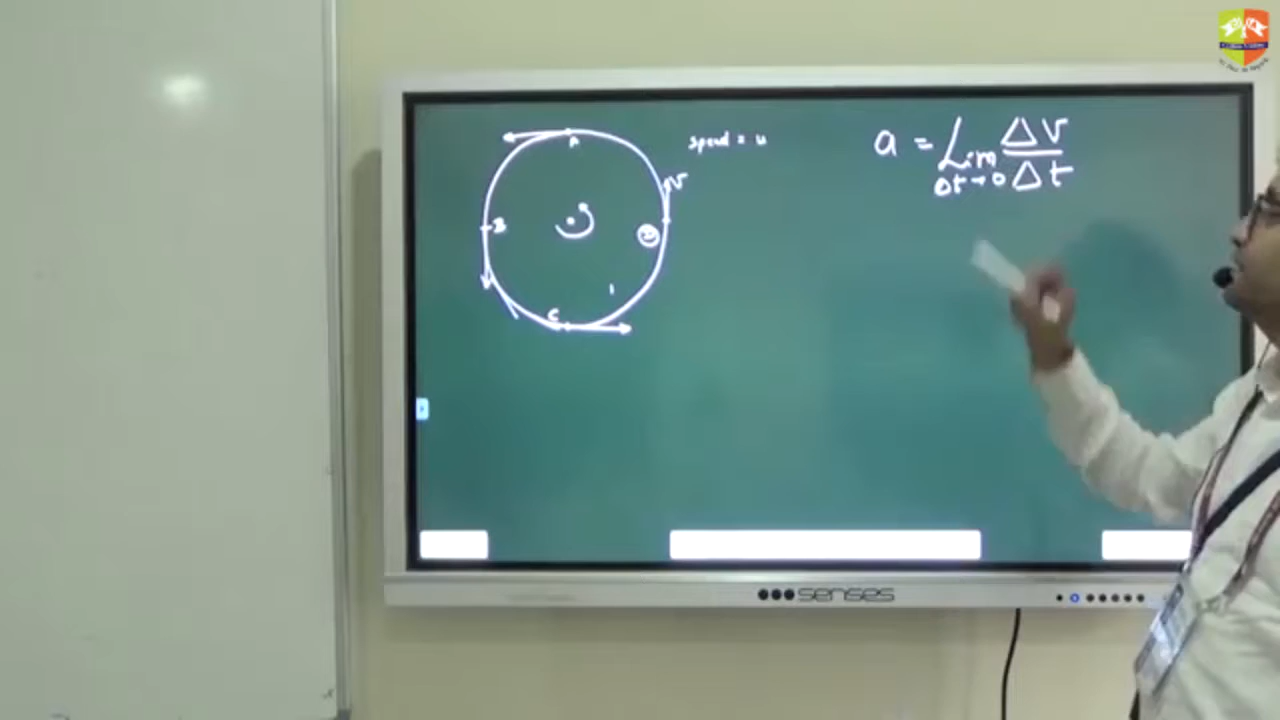 A
B
C
D
v
speed = u
a = Lim ΔV
Δt→0 Δt
senses